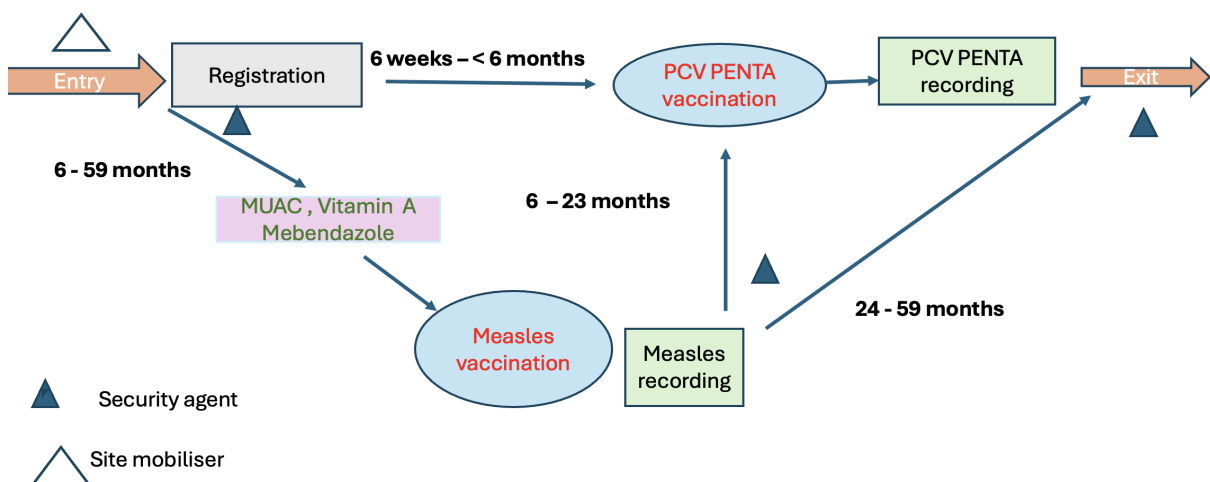 Entry
Registration
6 weeks – < 6 months
PCV PENTA
vaccination
PCV PENTA
recording
Exit
6 - 59 months
MUAC , Vitamin A
Mebendazole
6 – 23 months
24 - 59 months
Measles
vaccination
Measles
recording
Security agent
Site mobiliser